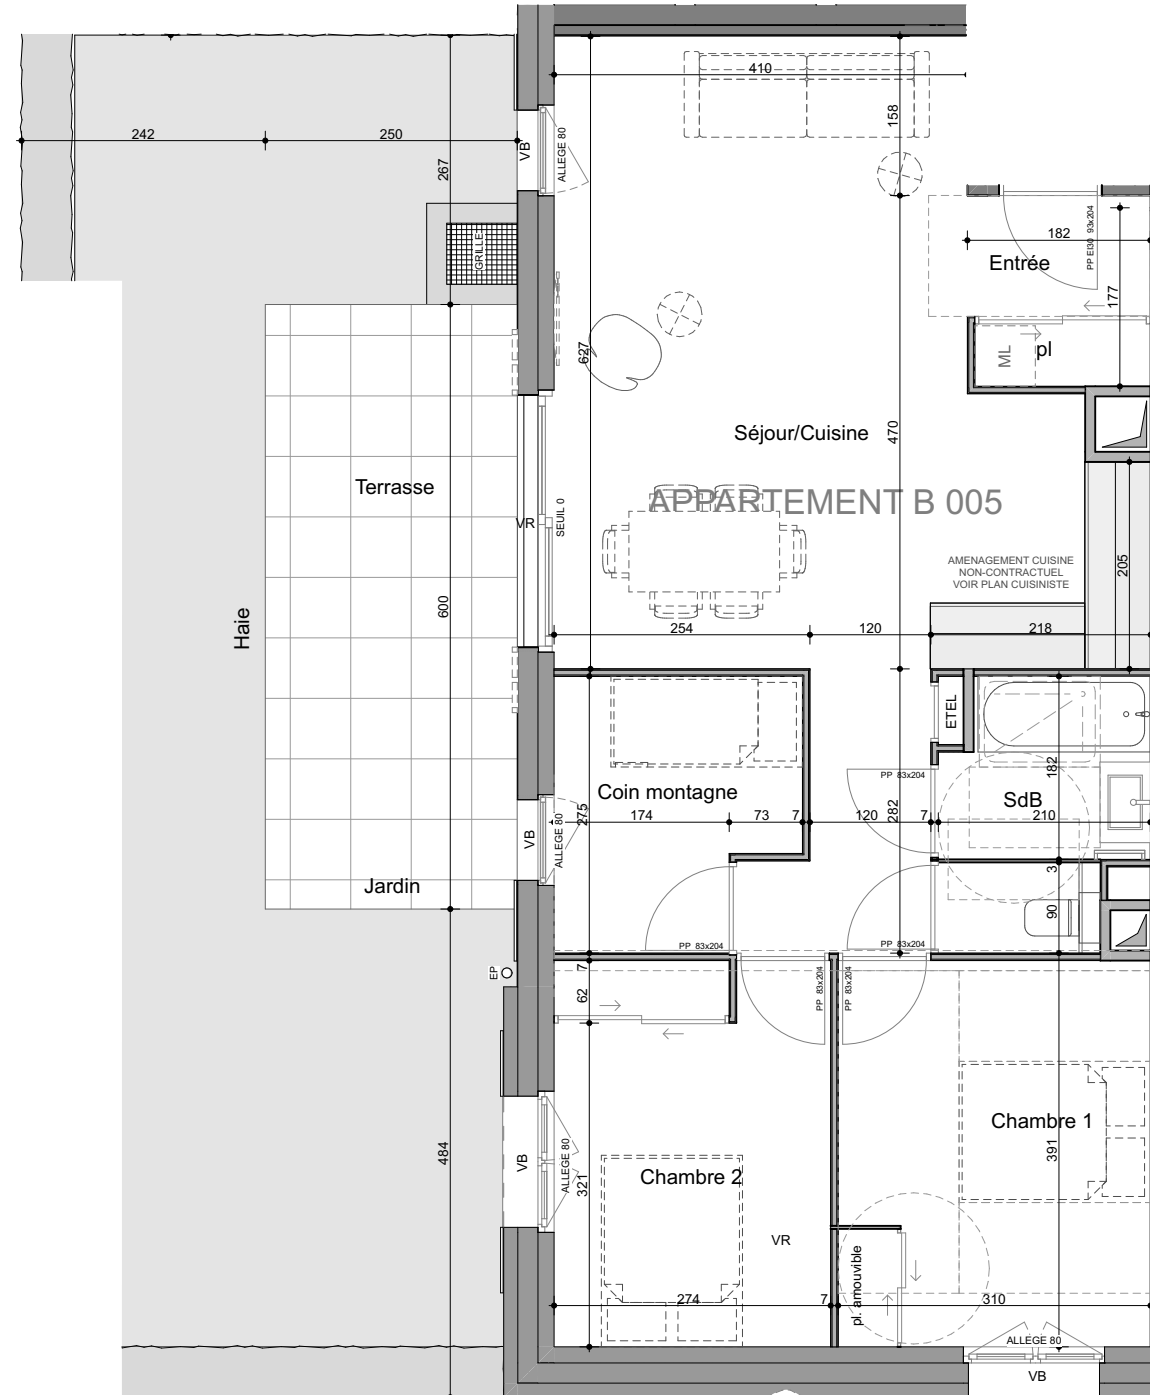 410
158
242
250
267
VB
ALLEGE 80
GRILLE
182
PP EI30 93x204
Entrée
177
ML
pl
627
Séjour/Cuisine
470
Terrasse
APPARTEMENT B 005
VR
SEUIL 0
AMENAGEMENT CUISINE
NON-CONTRACTUEL
VOIR PLAN CUISINISTE
205
600
Haie
254
120
218
ETEL
182
PP 83x204
Coin montagne
SdB
275
174
73
7
120
282
7
210
VB
ALLEGE 80
3
Jardin
90
PP 83x204
PP 83x204
EP
7
62
PP 83x204
PP 83x204
Chambre 1
391
484
VB
ALLEGE 80
321
Chambre 2
VR
pl. amouvible
274
7
310
ALLEGE 80
VB